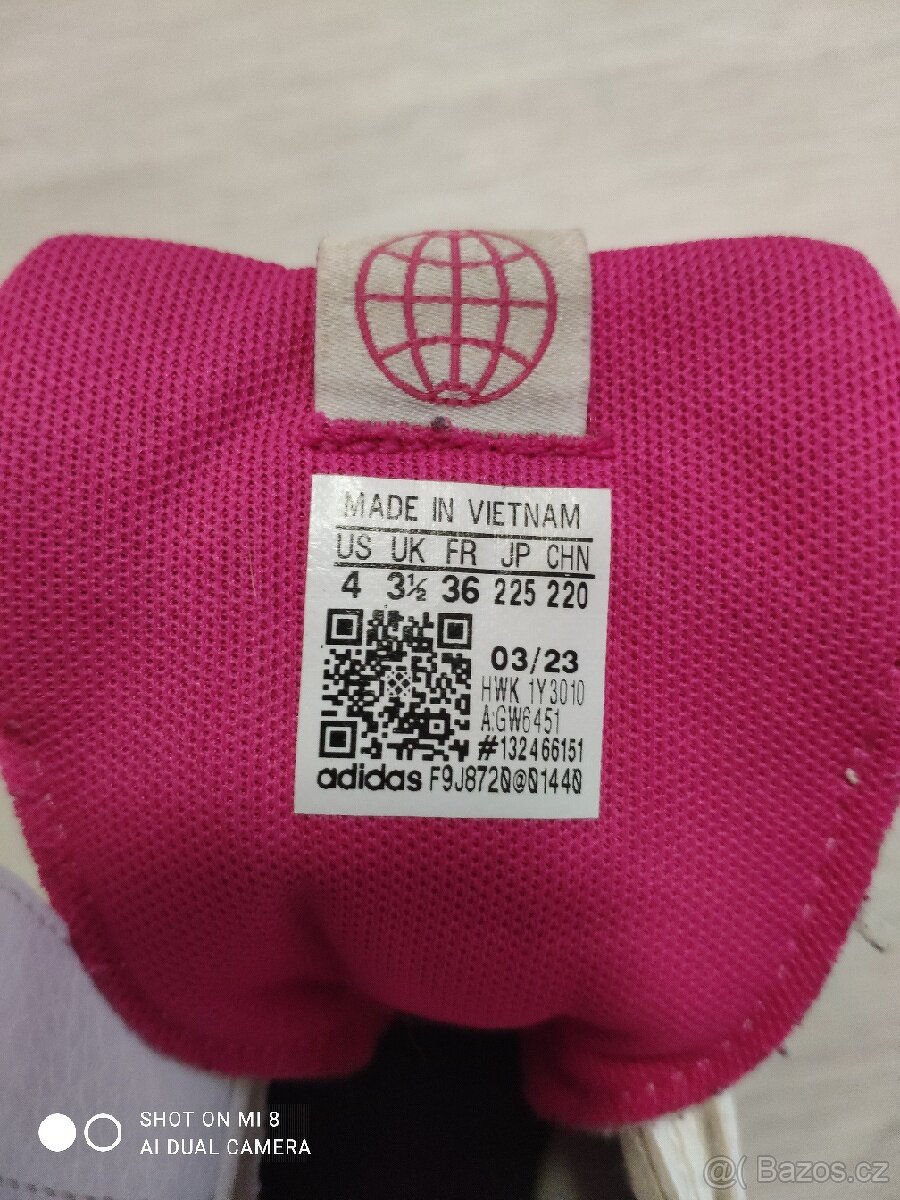 MADE IN VIETNAM
US UK FR JP CHN
4 3½ 36 225 220
03/23
HWK 1Y3010
A:GW6451
#132466151
adidas F9J8720@01440
SHOT ON MI 8
AI DUAL CAMERA
@( Bazos.cz